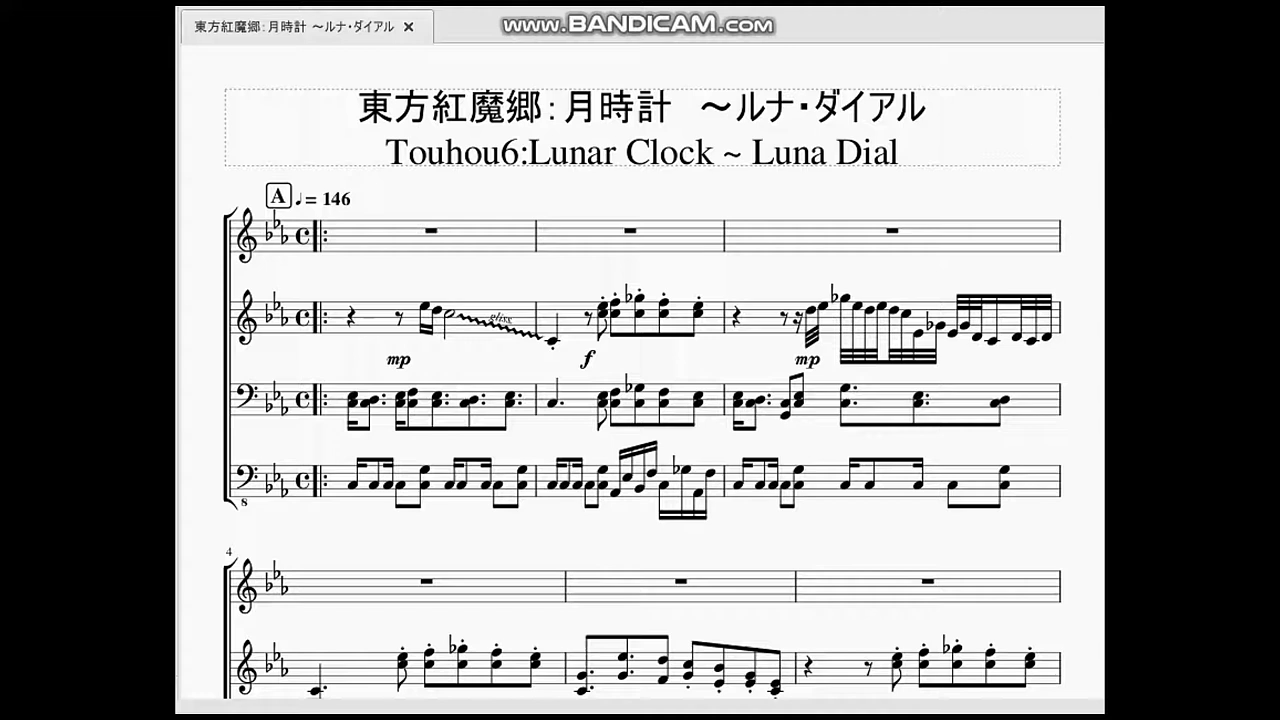 東方紅魔郷：月時計 ～ルナ・ダイアル ×
www.BANDICAM.com
東方紅魔郷：月時計　～ルナ・ダイアル
Touhou6:Lunar Clock ~ Luna Dial
A ♩= 146
gliss.
mp f mp
8
4